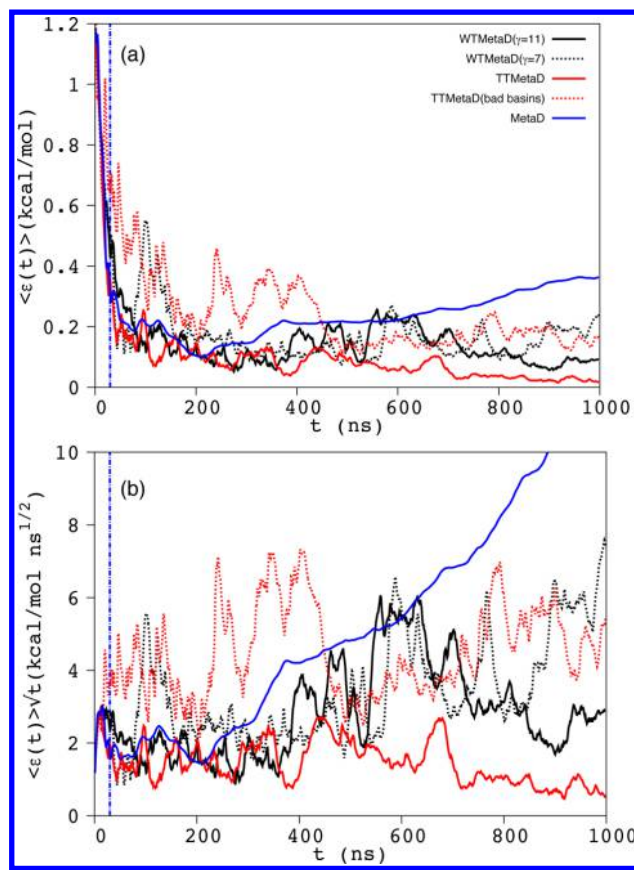 1.2
(a)
WTMetaD(γ=11)
WTMetaD(γ=7)
TTMetaD
TTMetaD(bad basins)
MetaD
1
0.8
0.6
0.4
0.2
0
<ε(t)>(kcal/mol)
0 200 400 600 800 1000
t (ns)
10
(b)
8
6
4
2
0
<ε(t)>√t(kcal/mol ns^1/2)
0 200 400 600 800 1000
t (ns)